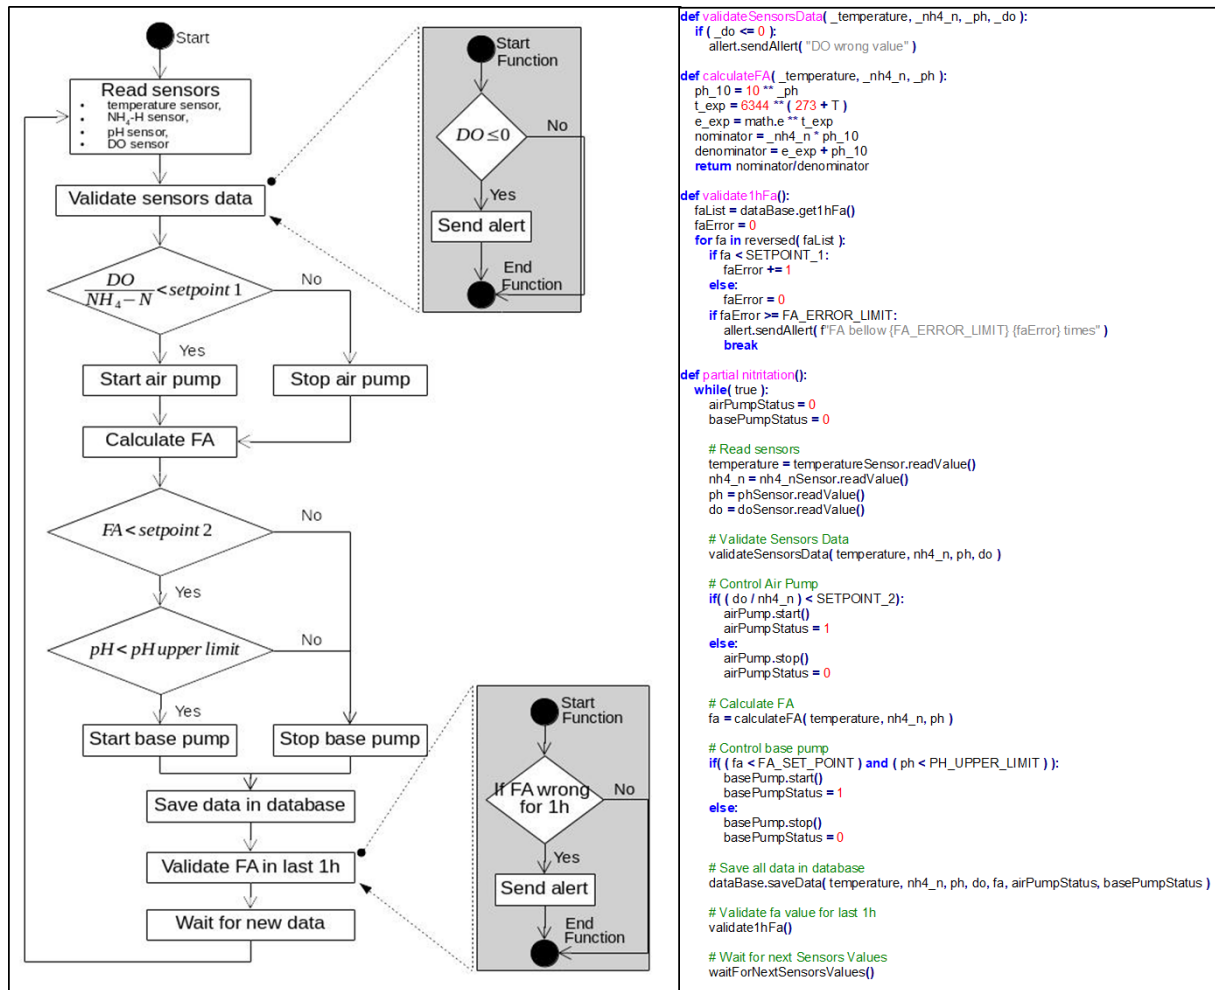 Start
Read sensors
• temperature sensor,
• NH₄-H sensor,
• pH sensor,
• DO sensor
Validate sensors data
DO
NH₄−N
<setpoint 1
No
Yes
Start air pump
Stop air pump
Calculate FA
FA<setpoint 2
No
Yes
pH<pH upper limit
No
Yes
Start base pump
Stop base pump
Save data in database
Validate FA in last 1h
Wait for new data
Start
Function
DO≤0
No
Yes
Send alert
End
Function
Start
Function
If FA wrong
for 1h
No
Yes
Send alert
End
Function
def validateSensorsData( _temperature, _nh4_n, _ph, _do ):
if ( _do <= 0 ):
allert.sendAllert( "DO wrong value" )
def calculateFA( _temperature, _nh4_n, _ph ):
ph_10 = 10 ** _ph
t_exp = 6344 ** ( 273 + T )
e_exp = math.e ** t_exp
nominator = _nh4_n * ph_10
denominator = e_exp + ph_10
return nominator/denominator
def validate1hFa():
faList = dataBase.get1hFa()
faError = 0
for fa in reversed( faList ):
if fa < SETPOINT_1:
faError += 1
else:
faError = 0
if faError >= FA_ERROR_LIMIT:
allert.sendAllert( f"FA bellow {FA_ERROR_LIMIT} {faError} times" )
break
def partial nitritation():
while( true ):
airPumpStatus = 0
basePumpStatus = 0
# Read sensors
temperature = temperatureSensor.readValue()
nh4_n = nh4_nSensor.readValue()
ph = phSensor.readValue()
do = doSensor.readValue()
# Validate Sensors Data
validateSensorsData( temperature, nh4_n, ph, do )
# Control Air Pump
if( ( do / nh4_n ) < SETPOINT_2):
airPump.start()
airPumpStatus = 1
else:
airPump.stop()
airPumpStatus = 0
# Calculate FA
fa = calculateFA( temperature, nh4_n, ph )
# Control base pump
if( ( fa < FA_SET_POINT ) and ( ph < PH_UPPER_LIMIT ) ):
basePump.start()
basePumpStatus = 1
else:
basePump.stop()
basePumpStatus = 0
# Save all data in database
dataBase.saveData( temperature, nh4_n, ph, do, fa, airPumpStatus, basePumpStatus )
# Validate fa value for last 1h
validate1hFa()
# Wait for next Sensors Values
waitForNextSensorsValues()